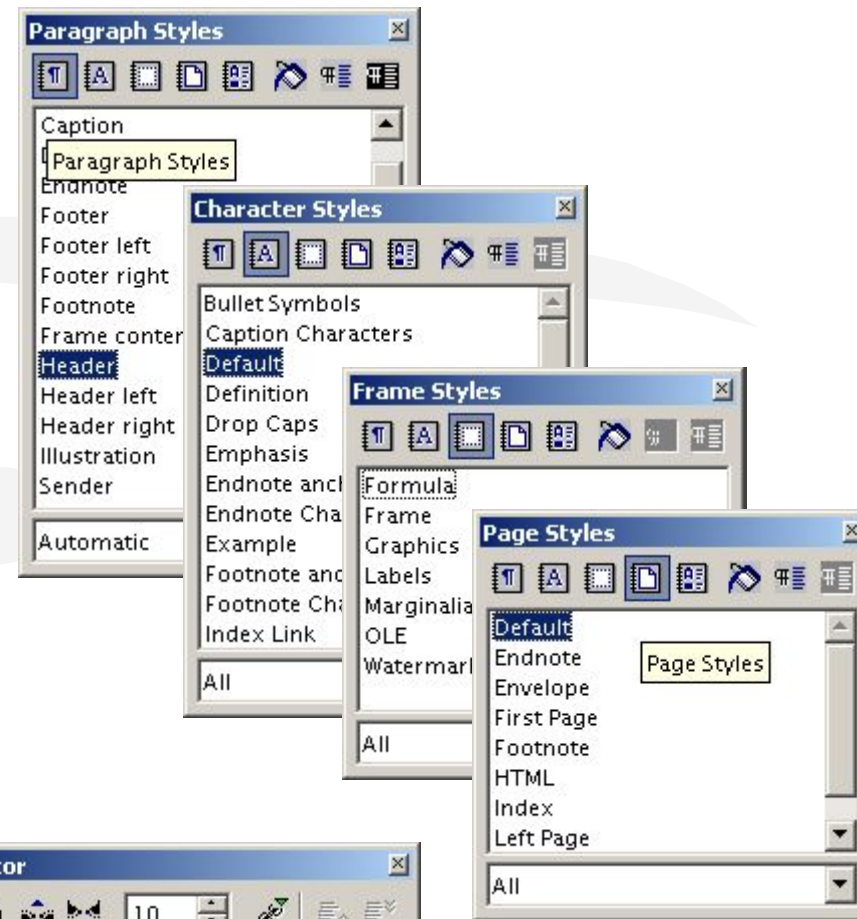 Paragraph Styles
Caption
Paragraph Styles
Endnote
Footer
Footer left
Footer right
Footnote
Frame conter
Header
Header left
Header right
Illustration
Sender
Automatic
Character Styles
Bullet Symbols
Caption Characters
Default
Definition
Drop Caps
Emphasis
Endnote ancl
Endnote Cha
Example
Footnote anc
Footnote Cha
Index Link
All
Frame Styles
Formula
Frame
Graphics
Labels
Marginalia
OLE
Watermarl
All
Page Styles
Default
Endnote
Page Styles
Envelope
First Page
Footnote
HTML
Index
Left Page
All
tor
10